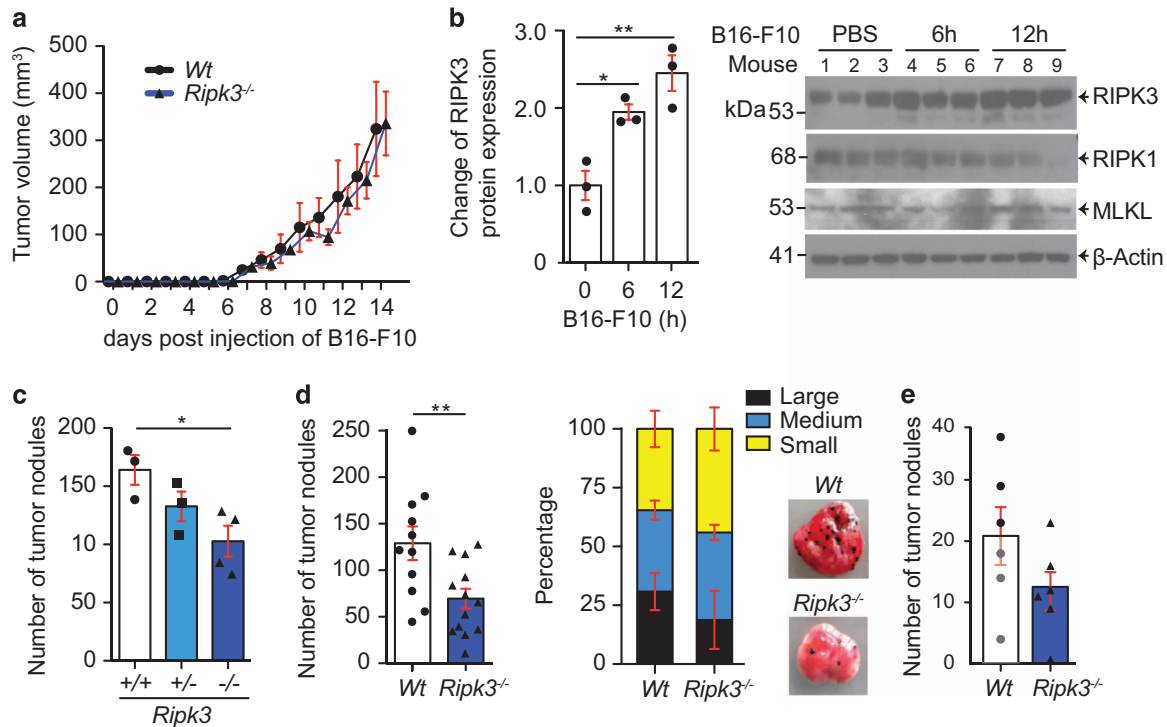 a
Tumor volume (mm³)
500
400
300
200
100
0
Wt
Ripk3-/-
0 2 4 6 8 10 12 14
days post injection of B16-F10
b
Change of RIPK3
protein expression
3.0
2.0
1.0
0.0
**
*
0 6 12
B16-F10 (h)
B16-F10 PBS 6h 12h
Mouse 1 2 3 4 5 6 7 8 9
kDa 53 RIPK3
68 RIPK1
53 MLKL
41 β-Actin
c
Number of tumor nodules
200
150
100
50
0
*
+/+ +/- -/-
Ripk3
d
Number of tumor nodules
250
200
150
100
50
0
**
Wt Ripk3-/-
Large
Medium
Small
Percentage
100
75
50
25
0
Wt Ripk3-/-
Wt
Ripk3-/-
e
Number of tumor nodules
40
30
20
10
0
Wt Ripk3-/-